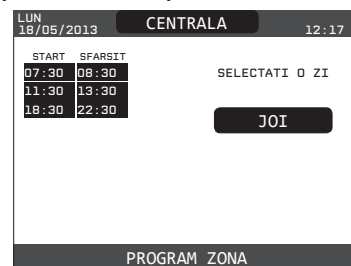 LUN
18/05/2013 CENTRALA 12:17
START SFARSIT
07:30 08:30
11:30 13:30
18:30 22:30
SELECTATI O ZI
JOI
PROGRAM ZONA